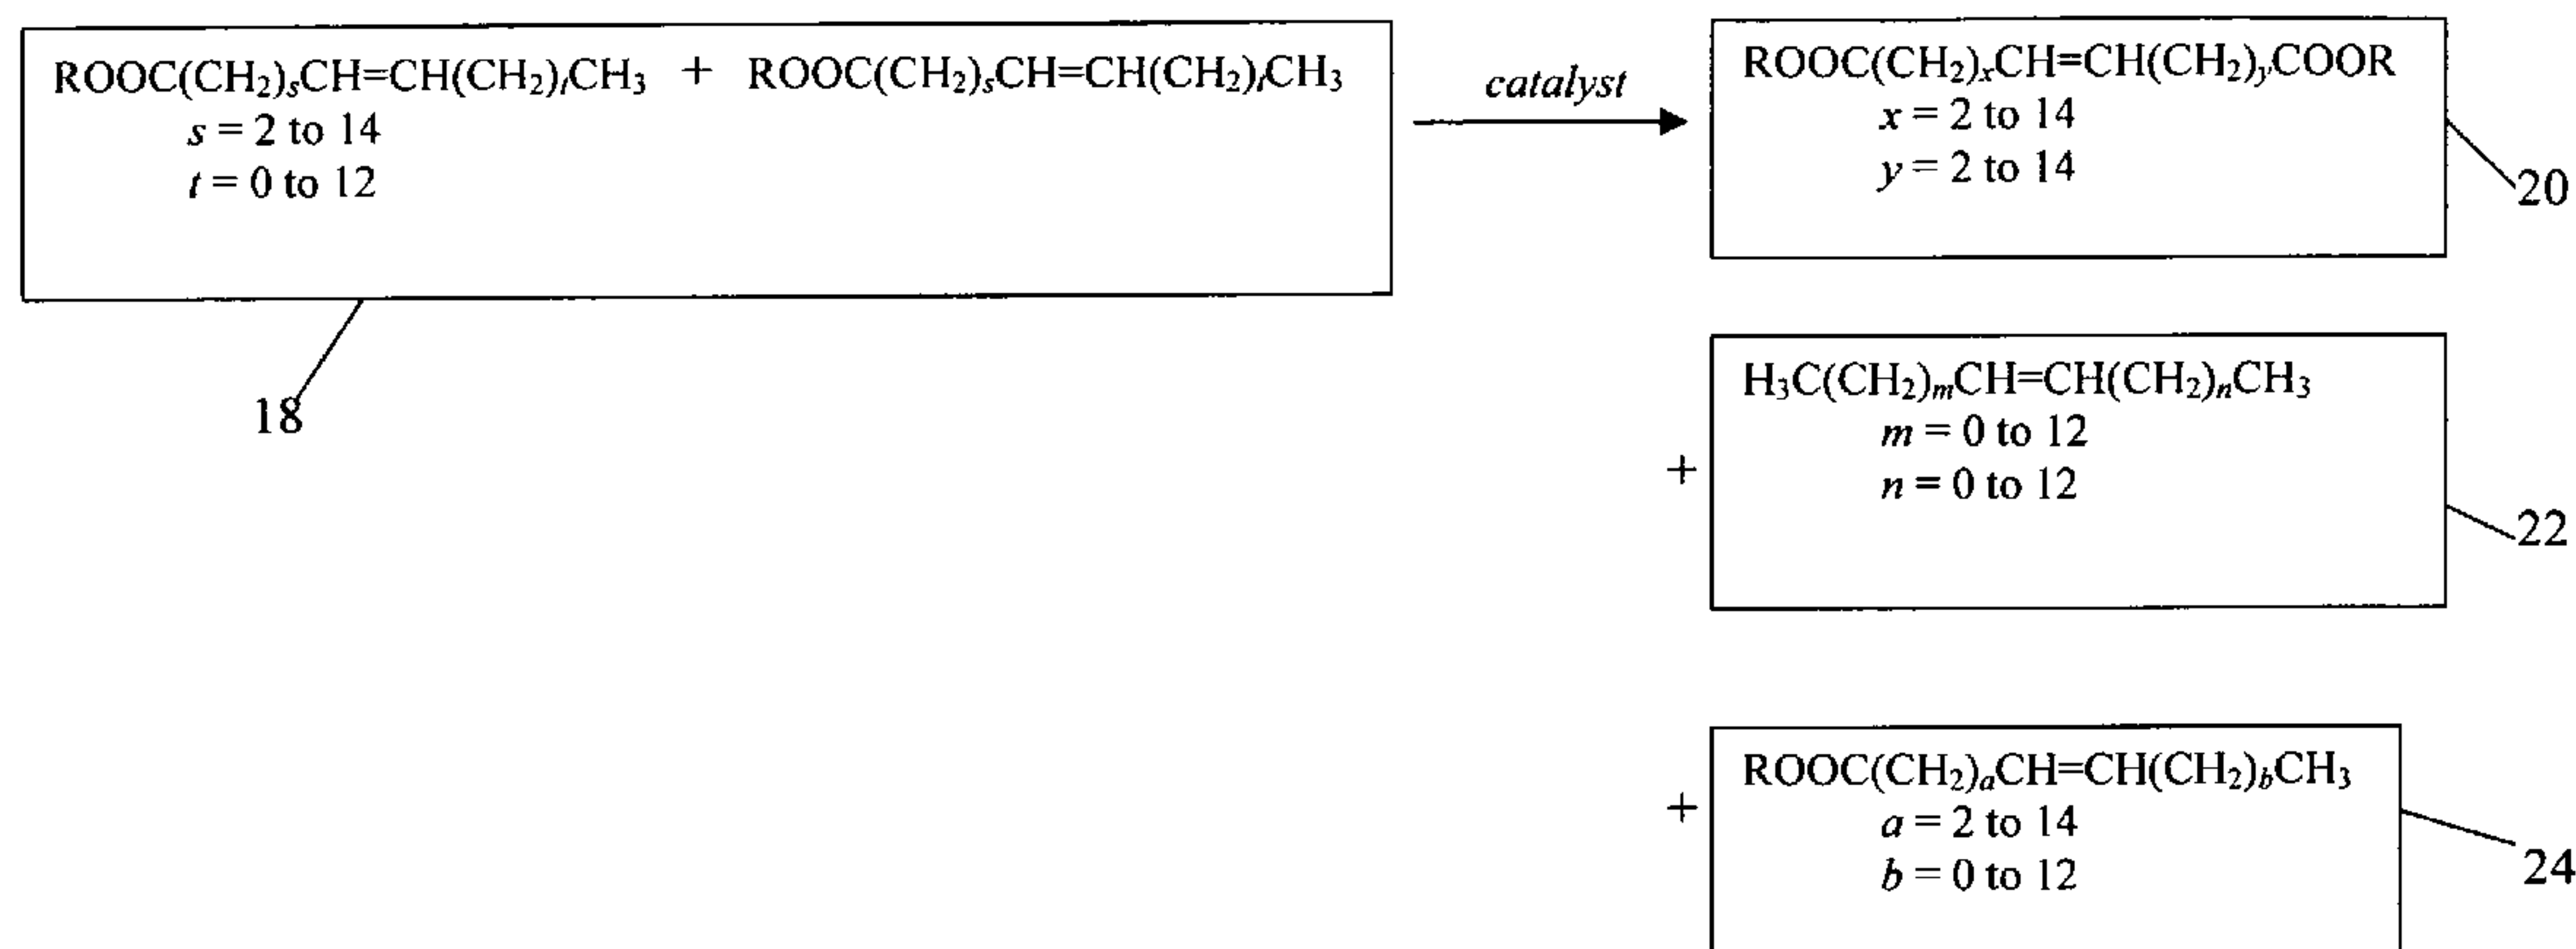 ROOC(CH₂)ₛCH=CH(CH₂)ₜCH₃ + ROOC(CH₂)ₛCH=CH(CH₂)ₜCH₃
s = 2 to 14
t = 0 to 12
18
catalyst
ROOC(CH₂)ₓCH=CH(CH₂)yCOOR
x = 2 to 14
y = 2 to 14
20
+
H₃C(CH₂)ₘCH=CH(CH₂)ₙCH₃
m = 0 to 12
n = 0 to 12
22
+
ROOC(CH₂)ₐCH=CH(CH₂)bCH₃
a = 2 to 14
b = 0 to 12
24